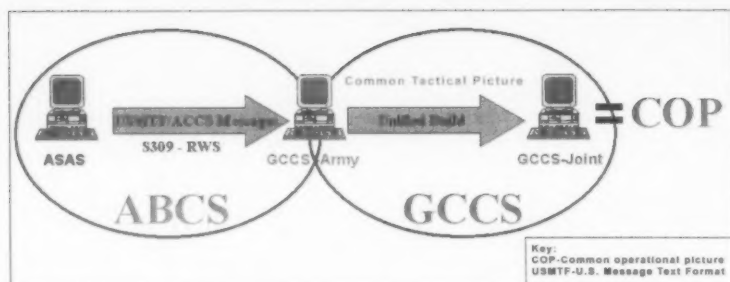 Common Tactical Picture
USMTF/ACCS Message
Unified Build
= COP
ASAS
S309 - RWS
GCCS-Army
GCCS-Joint
ABCS
GCCS
Key:
COP-Common operational picture
USMTF-U.S. Message Text Format